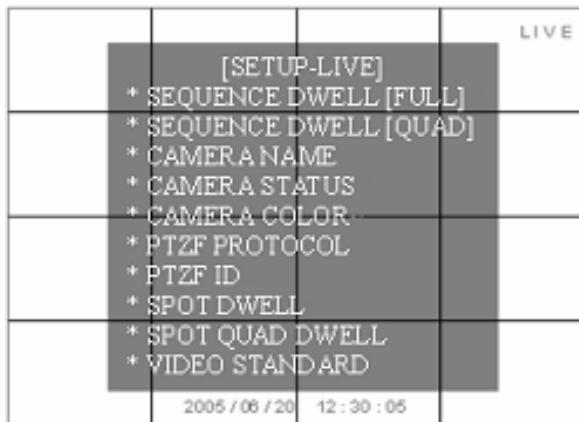 LIVE
[SETUP-LIVE]
* SEQUENCE DWELL [FULL]
* SEQUENCE DWELL [QUAD]
* CAMERA NAME
* CAMERA STATUS
* CAMERA COLOR
* PTZF PROTOCOL
* PTZF ID
* SPOT DWELL
* SPOT QUAD DWELL
* VIDEO STANDARD
2005 / 06 / 20 12 : 30 : 05